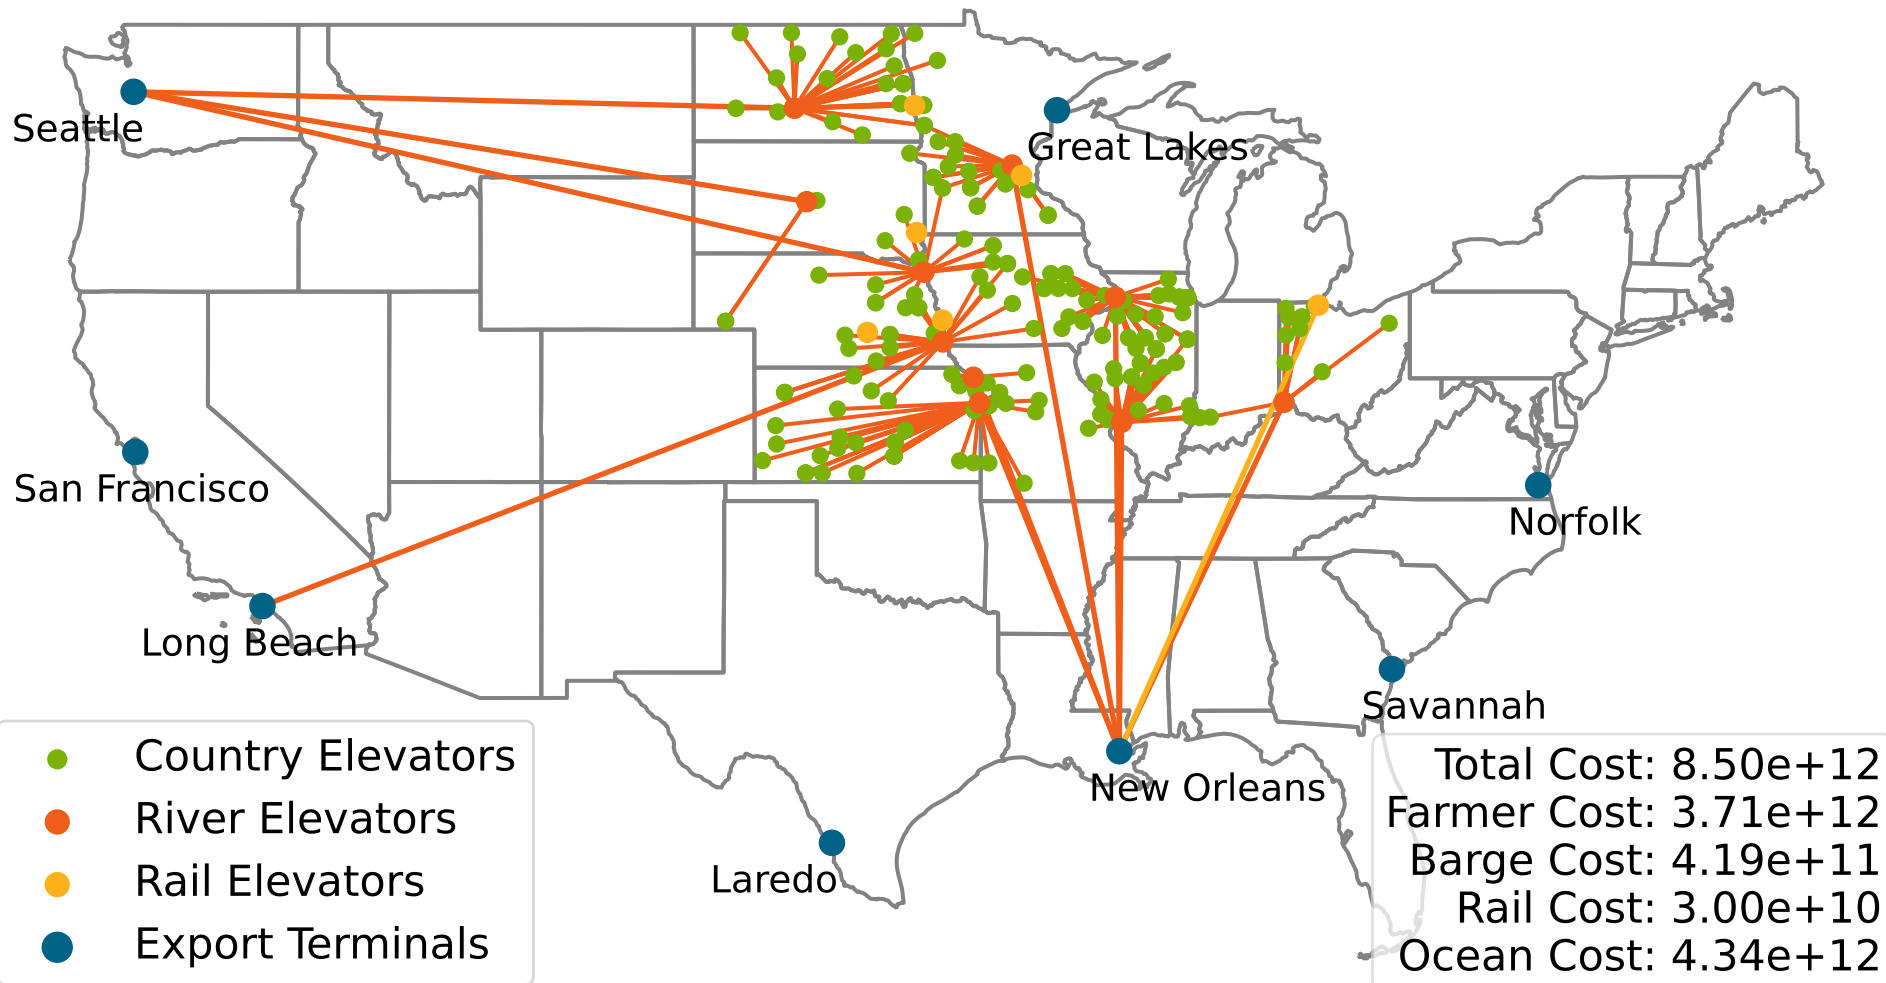 Seattle
Great Lakes
San Francisco
Norfolk
Long Beach
Savannah
New Orleans
Laredo
Country Elevators
River Elevators
Rail Elevators
Export Terminals
Total Cost: 8.50e+12
Farmer Cost: 3.71e+12
Barge Cost: 4.19e+11
Rail Cost: 3.00e+10
Ocean Cost: 4.34e+12